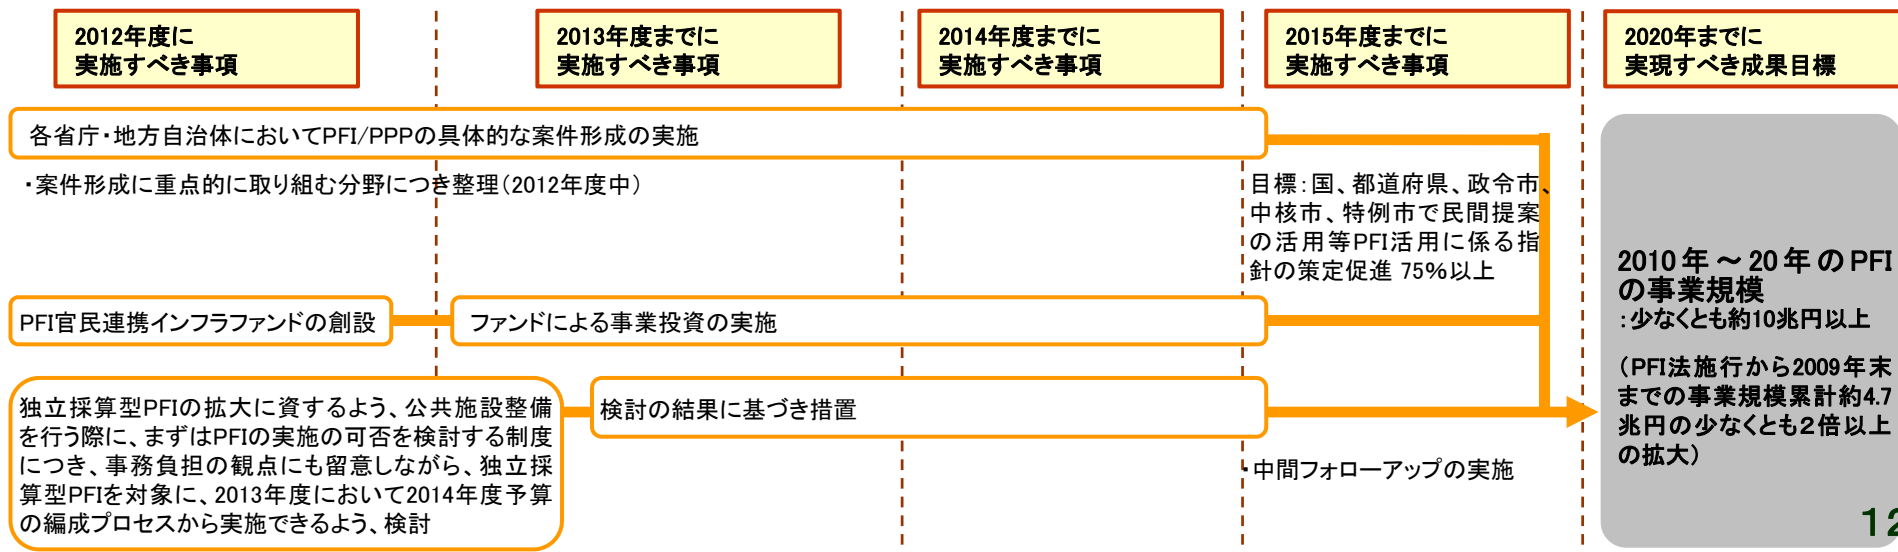 2012年度に
実施すべき事項
2013年度までに
実施すべき事項
2014年度までに
実施すべき事項
2015年度までに
実施すべき事項
2020年までに
実現すべき成果目標
各省庁・地方自治体においてPFI/PPPの具体的な案件形成の実施
・案件形成に重点的に取り組む分野につき整理(2012年度中)
目標:国、都道府県、政令市、
中核市、特例市で民間提案
の活用等PFI活用に係る指
針の策定促進 75%以上
PFI官民連携インフラファンドの創設
ファンドによる事業投資の実施
独立採算型PFIの拡大に資するよう、公共施設整備
を行う際に、まずはPFIの実施の可否を検討する制度
につき、事務負担の観点にも留意しながら、独立採
算型PFIを対象に、2013年度において2014年度予算
の編成プロセスから実施できるよう、検討
検討の結果に基づき措置
・中間フォローアップの実施
2010年~20年のPFI
の事業規模
:少なくとも約10兆円以上
(PFI法施行から2009年末
までの事業規模累計約4.7
兆円の少なくとも2倍以上
の拡大)
12